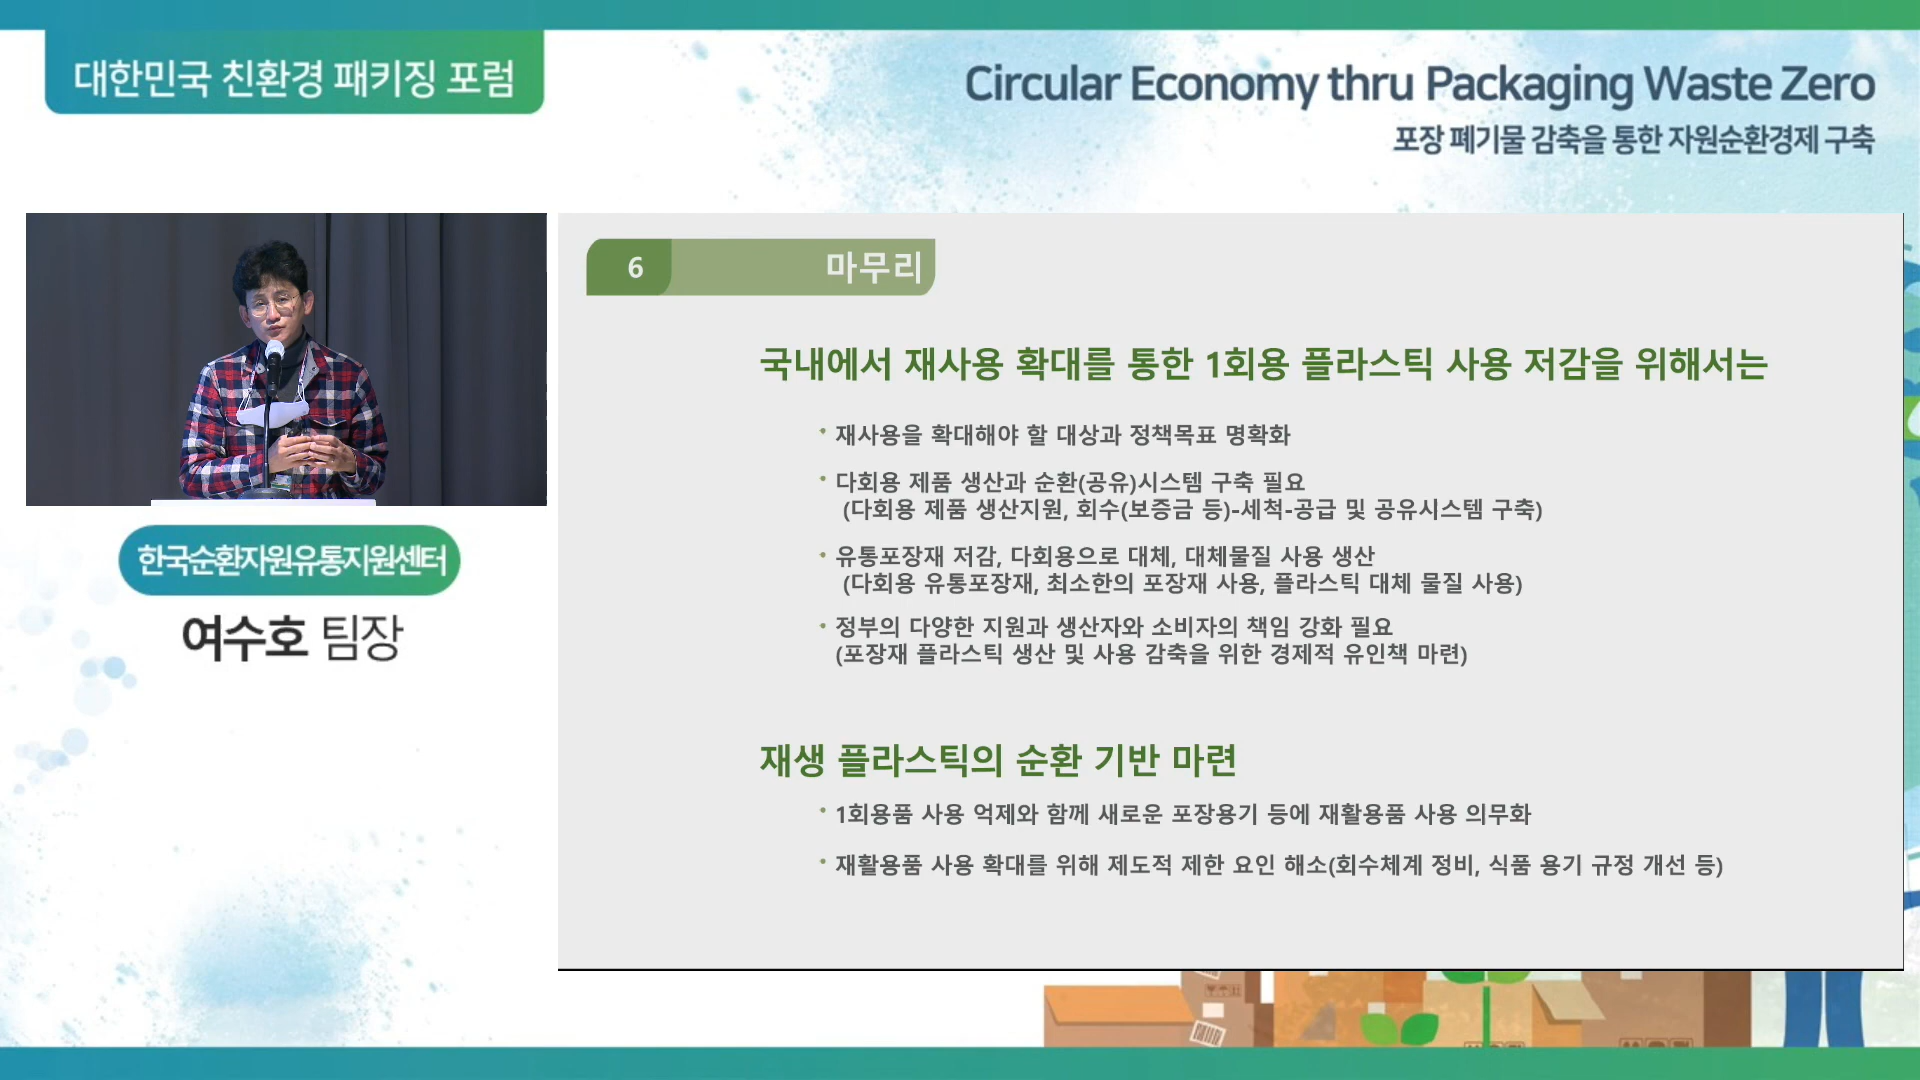 대한민국 친환경 패키징 포럼
Circular Economy thru Packaging Waste Zero
포장 폐기물 감축을 통한 자원순환경제 구축
한국순환자원유통지원센터
여수호 팀장
6 마무리
국내에서 재사용 확대를 통한 1회용 플라스틱 사용 저감을 위해서는
• 재사용을 확대해야 할 대상과 정책목표 명확화
• 다회용 제품 생산과 순환(공유)시스템 구축 필요
(다회용 제품 생산지원, 회수(보증금 등)-세척-공급 및 공유시스템 구축)
• 유통포장재 저감, 다회용으로 대체, 대체물질 사용 생산
(다회용 유통포장재, 최소한의 포장재 사용, 플라스틱 대체 물질 사용)
• 정부의 다양한 지원과 생산자와 소비자의 책임 강화 필요
(포장재 플라스틱 생산 및 사용 감축을 위한 경제적 유인책 마련)
재생 플라스틱의 순환 기반 마련
• 1회용품 사용 억제와 함께 새로운 포장용기 등에 재활용품 사용 의무화
• 재활용품 사용 확대를 위해 제도적 제한 요인 해소(회수체계 정비, 식품 용기 규정 개선 등)